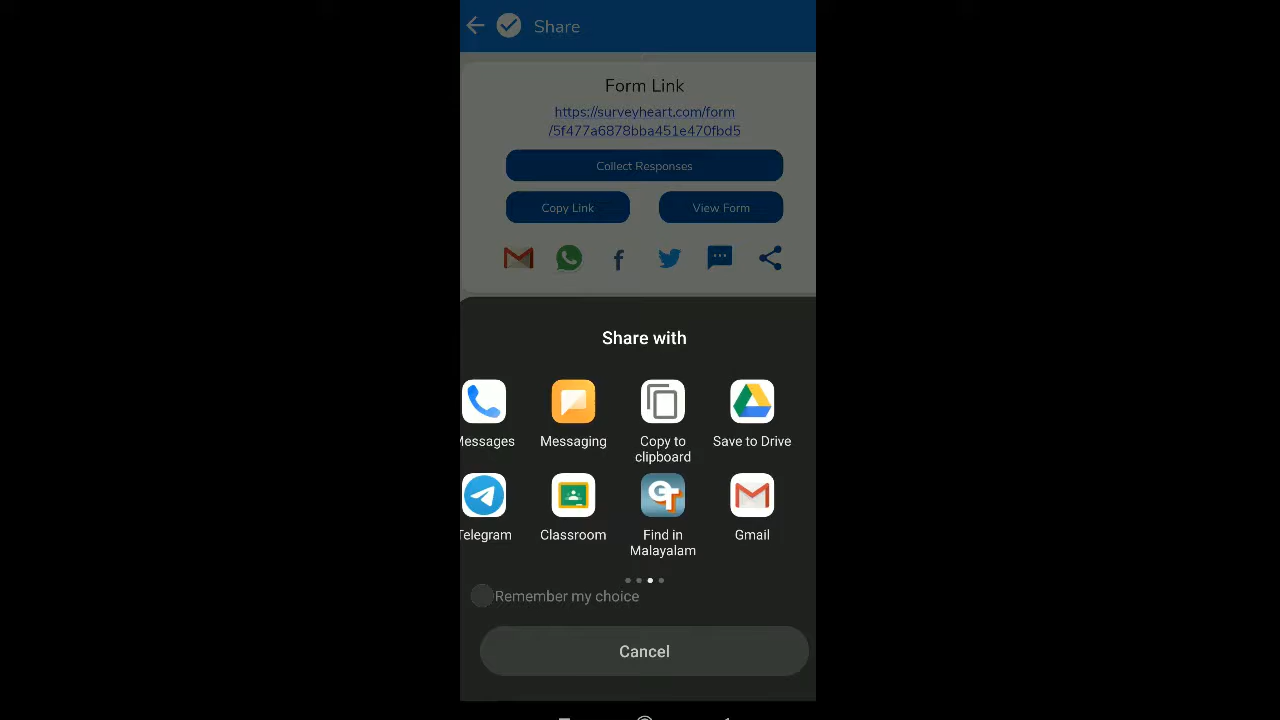 Share
Form Link
https://surveyheart.com/form
/5f477a6878bba451e470fbd5
Collect Responses
Copy Link View Form
Share with
Messages Messaging Copy to clipboard Save to Drive
Telegram Classroom Find in Malayalam Gmail
Remember my choice
Cancel